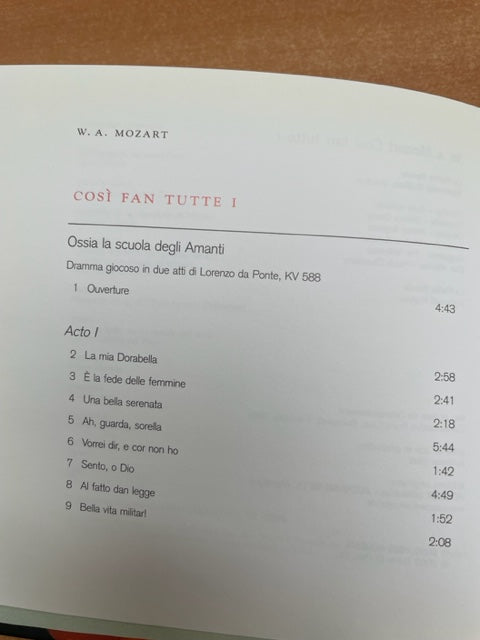 W. A. MOZART
COSÌ FAN TUTTE I
Ossia la scuola degli Amanti
Dramma giocoso in due atti di Lorenzo da Ponte, KV 588
1 Ouverture 4:43
Acto I
2 La mia Dorabella 2:58
3 È la fede delle femmine 2:41
4 Una bella serenata 2:18
5 Ah, guarda, sorella 5:44
6 Vorrei dir, e cor non ho 1:42
7 Sento, o Dio 4:49
8 Al fatto dan legge 1:52
9 Bella vita militar! 2:08